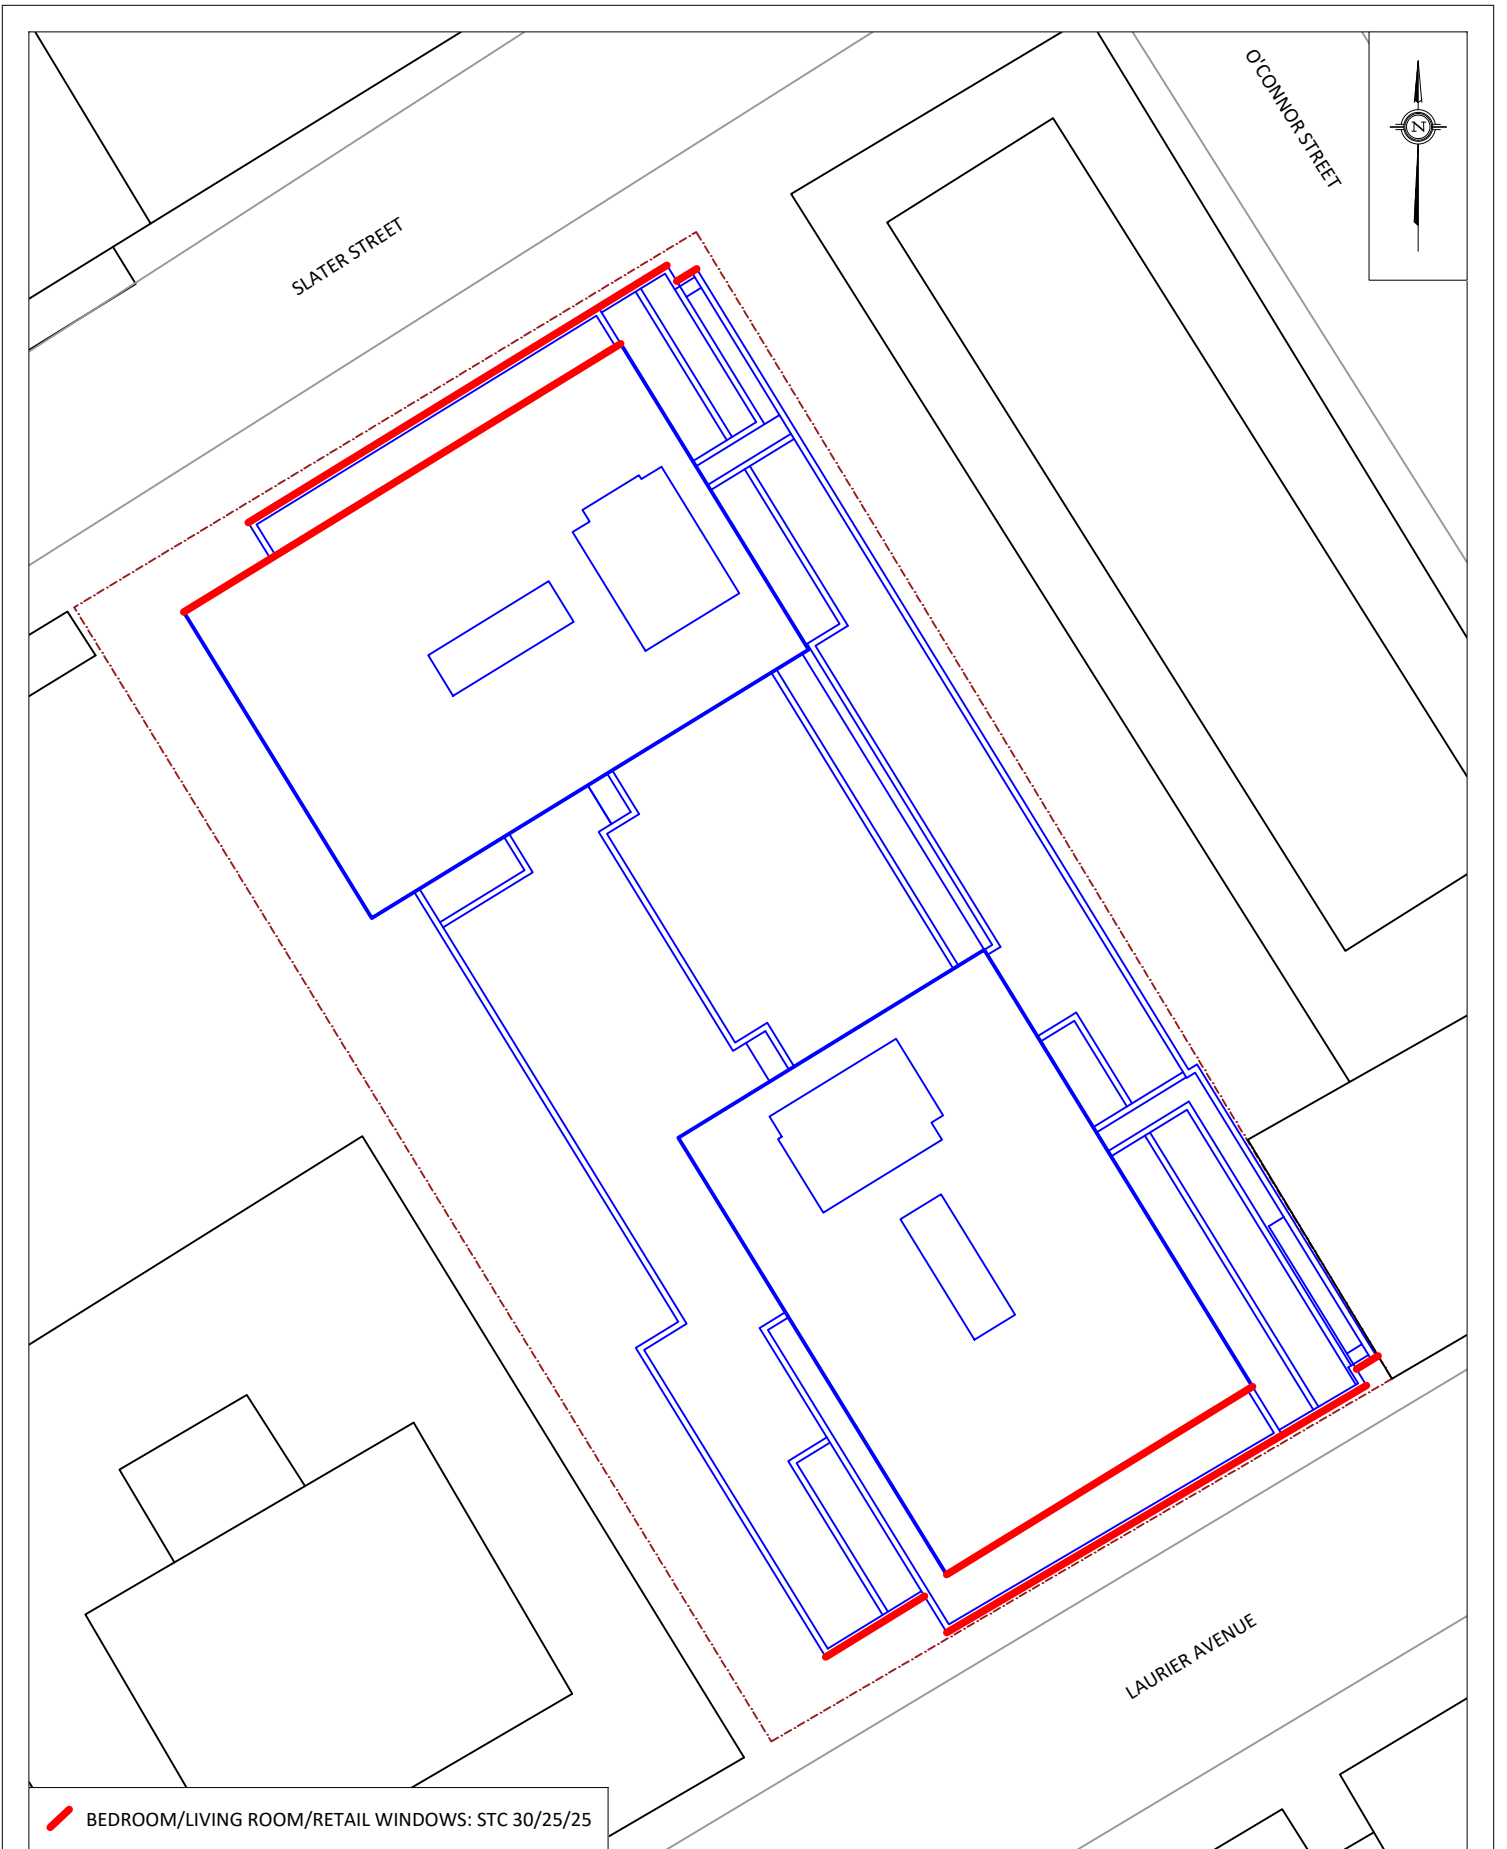 O'CONNOR STREET
N
SLATER STREET
LAURIER AVENUE
BEDROOM/LIVING ROOM/RETAIL WINDOWS: STC 30/25/25